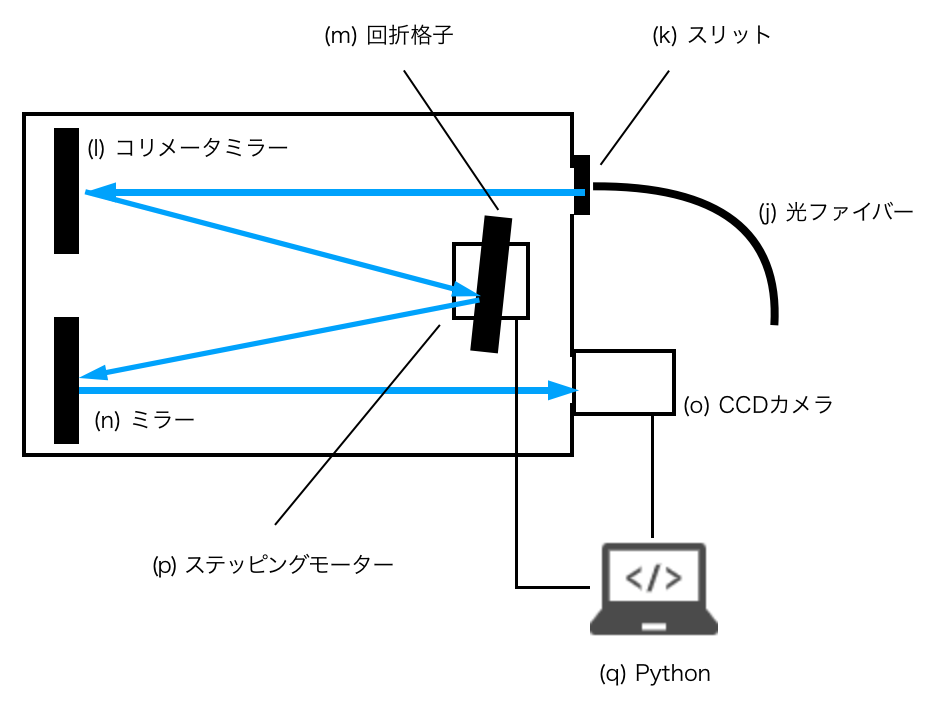 (m) 回折格子
(k) スリット
(l) コリメータミラー
(j) 光ファイバー
(n) ミラー
(o) CCDカメラ
(p) ステッピングモーター
</>
(q) Python